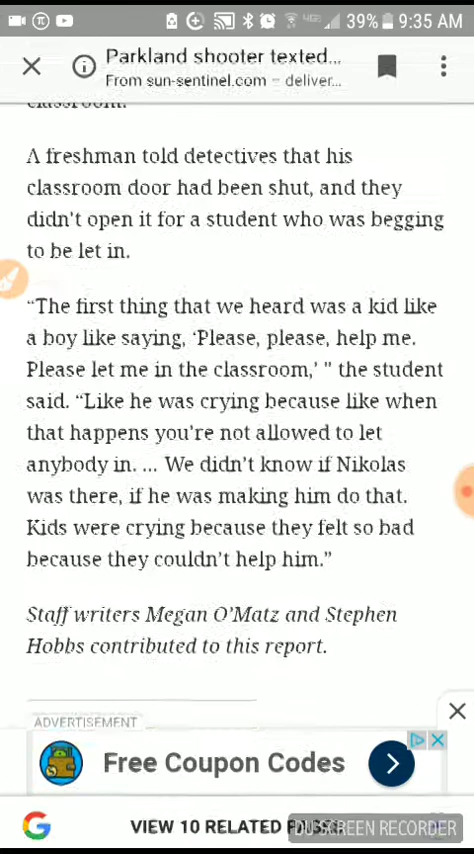 39% 9:35 AM
Parkland shooter texted...
From sun-sentinel.com – deliver...
classroom.
A freshman told detectives that his
classroom door had been shut, and they
didn't open it for a student who was begging
to be let in.
“The first thing that we heard was a kid like
a boy like saying, ‘Please, please, help me.
Please let me in the classroom,’ " the student
said. “Like he was crying because like when
that happens you're not allowed to let
anybody in. ... We didn’t know if Nikolas
was there, if he was making him do that.
Kids were crying because they felt so bad
because they couldn’t help him.”
Staff writers Megan O’Matz and Stephen
Hobbs contributed to this report.
ADVERTISEMENT
Free Coupon Codes
VIEW 10 RELATED
DU SCREEN RECORDER